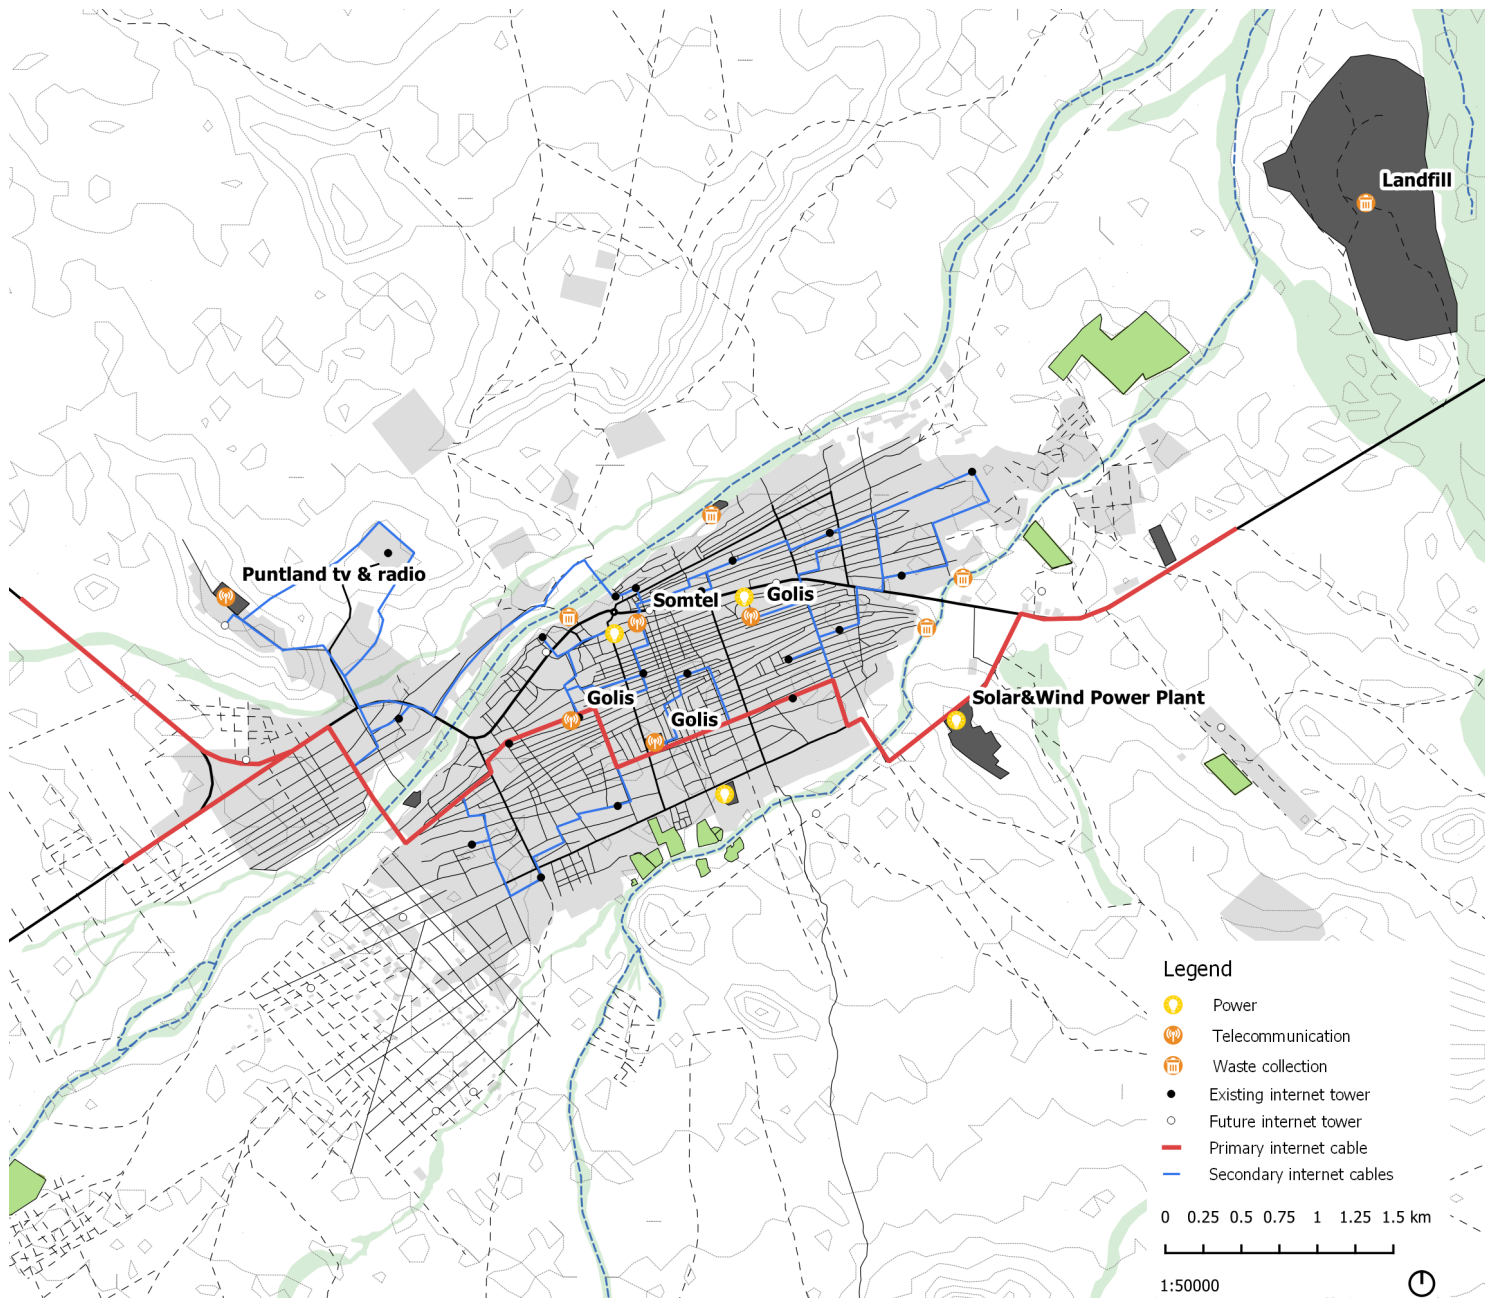 Landfill
Puntland tv & radio
Somtel
Golis
Golis
Golis
Solar&Wind Power Plant
Legend
Power
Telecommunication
Waste collection
Existing internet tower
Future internet tower
Primary internet cable
Secondary internet cables
0 0.25 0.5 0.75 1 1.25 1.5 km
1:50000